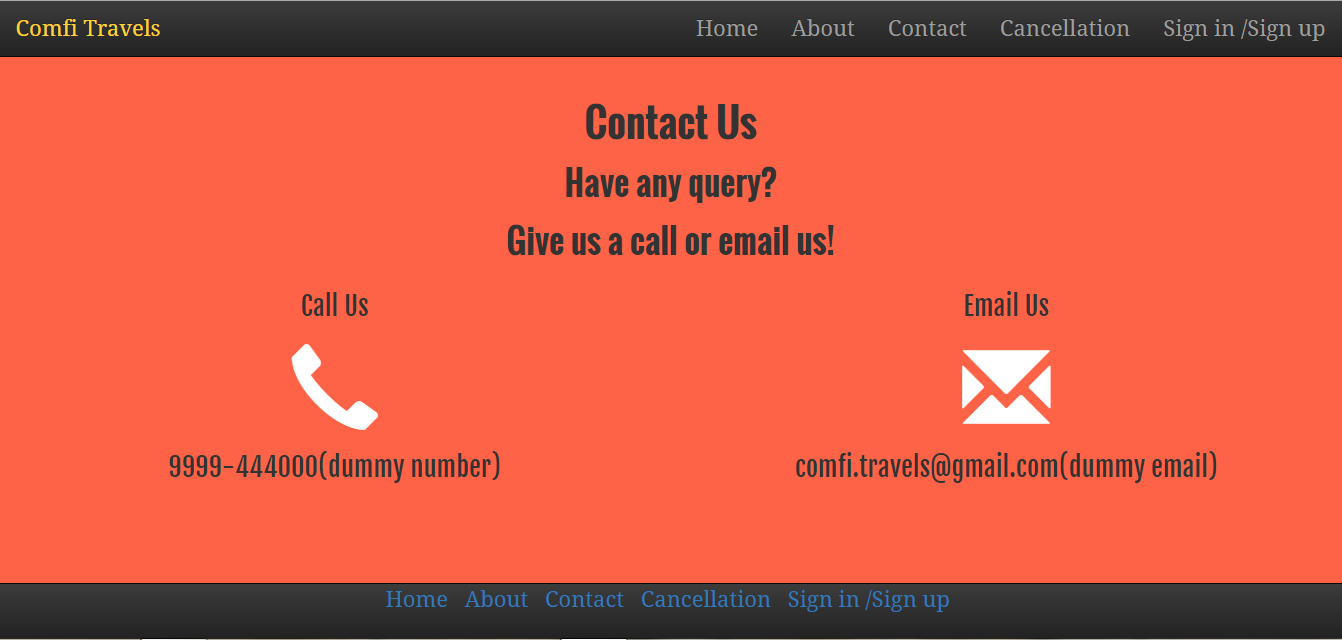 Comfi Travels Home About Contact Cancellation Sign in /Sign up
Contact Us
Have any query?
Give us a call or email us!
Call Us Email Us
9999-444000(dummy number) comfi.travels@gmail.com(dummy email)
Home About Contact Cancellation Sign in /Sign up